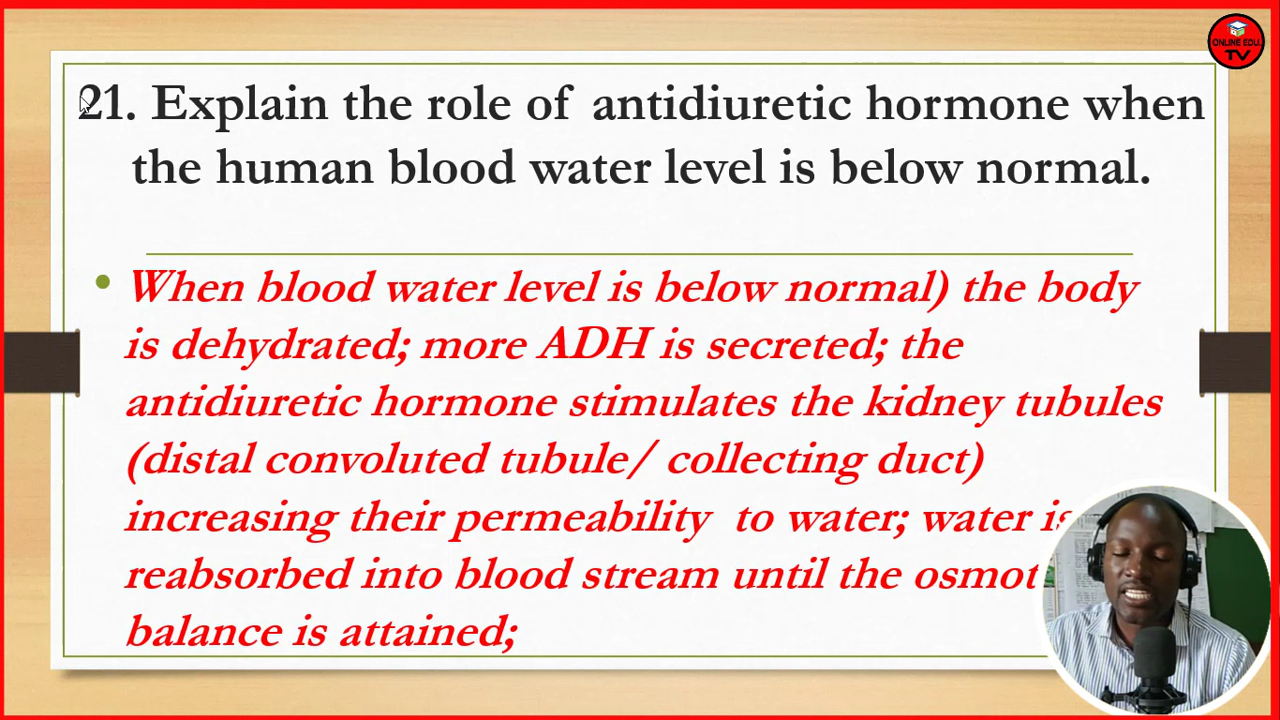 ONLINE EDU.
TV
21. Explain the role of antidiuretic hormone when
the human blood water level is below normal.
• When blood water level is below normal) the body
is dehydrated; more ADH is secreted; the
antidiuretic hormone stimulates the kidney tubules
(distal convoluted tubule/ collecting duct)
increasing their permeability to water; water is
reabsorbed into blood stream until the osmot
balance is attained;